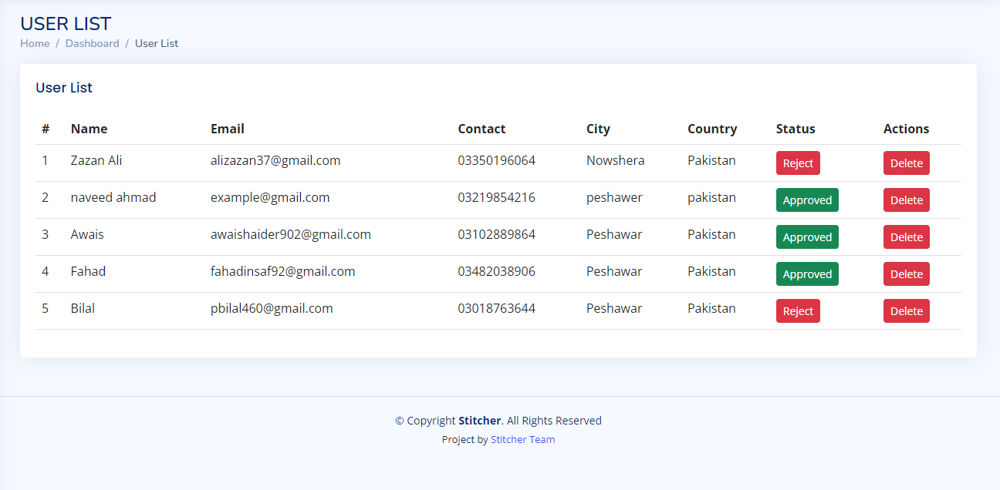 USER LIST
Home / Dashboard / User List
User List
# Name Email Contact City Country Status Actions
1 Zazan Ali alizazan37@gmail.com 03350196064 Nowshera Pakistan Reject Delete
2 naveed ahmad example@gmail.com 03219854216 peshawer pakistan Approved Delete
3 Awais awaishaider902@gmail.com 03102889864 Peshawar Pakistan Approved Delete
4 Fahad fahadinsaf92@gmail.com 03482038906 Peshawar Pakistan Approved Delete
5 Bilal pbilal460@gmail.com 03018763644 Peshawar Pakistan Reject Delete
© Copyright Stitcher. All Rights Reserved
Project by Stitcher Team